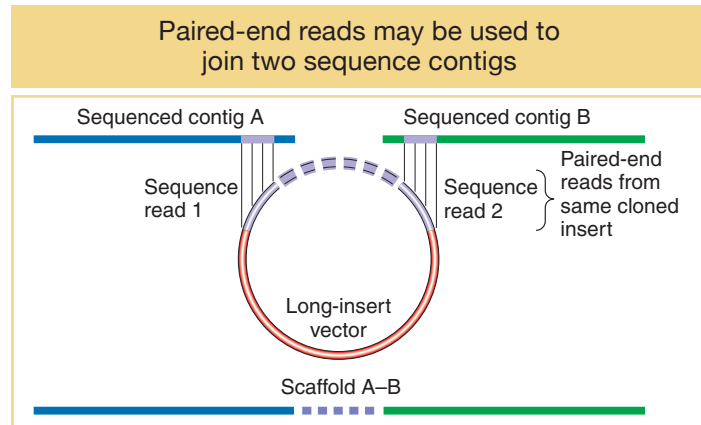 Paired-end reads may be used to
join two sequence contigs
Sequenced contig A
Sequenced contig B
Sequence
read 1
Sequence
read 2
Paired-end
reads from
same cloned
insert
Long-insert
vector
Scaffold A–B